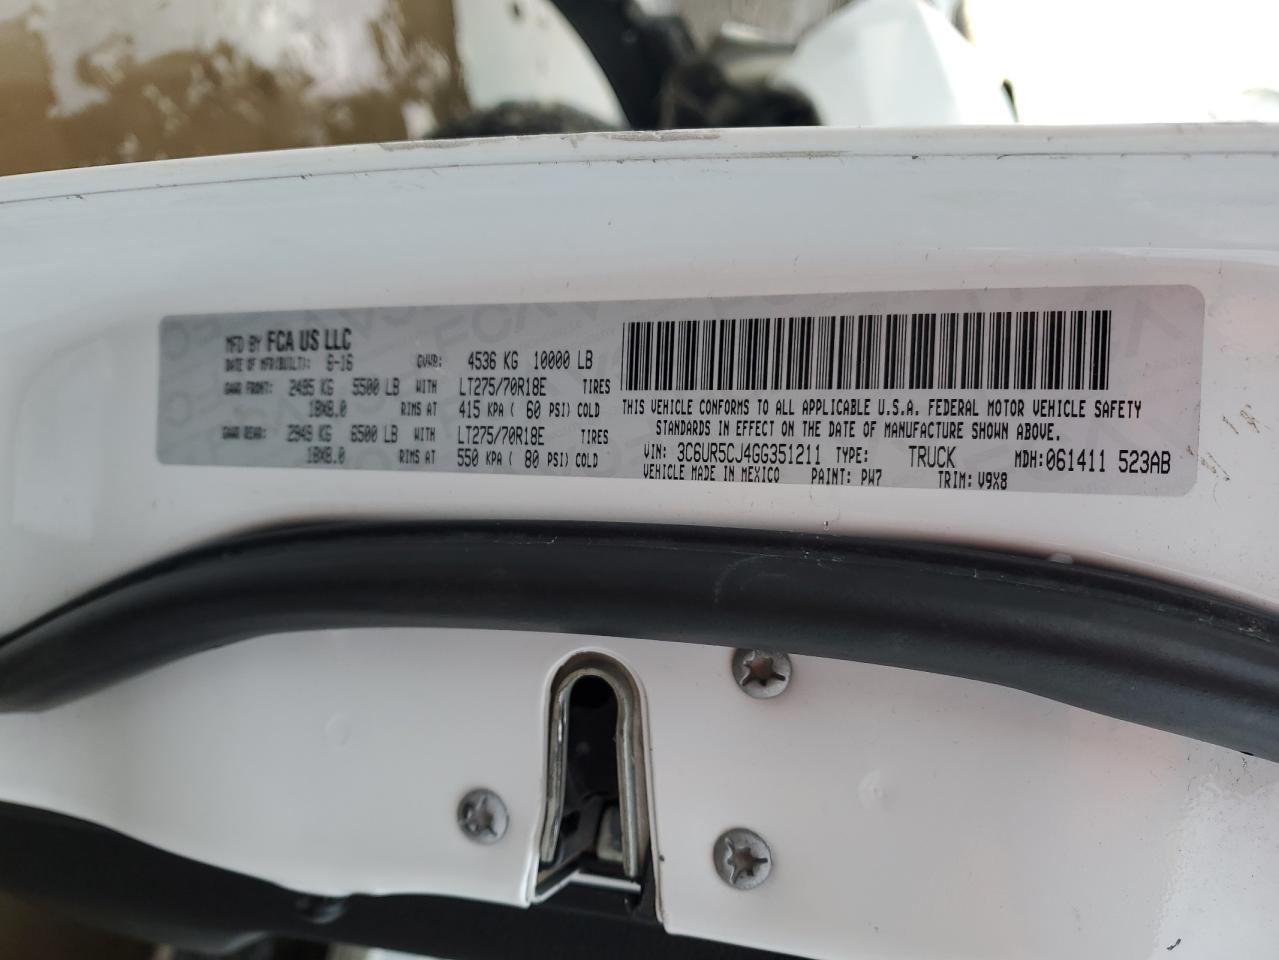 MFD BY FCA US LLC
DATE OF MFR(BUILT): 6-16 GVWR: 4536 KG 10000 LB
GAWR FRONT: 2495 KG 5500 LB WITH LT275/70R18E TIRES
18X8.0 RIMS AT 415 KPA ( 60 PSI) COLD
GAWR REAR: 2949 KG 6500 LB WITH LT275/70R18E TIRES
18X8.0 RIMS AT 550 KPA ( 80 PSI) COLD
THIS VEHICLE CONFORMS TO ALL APPLICABLE U.S.A. FEDERAL MOTOR VEHICLE SAFETY
STANDARDS IN EFFECT ON THE DATE OF MANUFACTURE SHOWN ABOVE.
VIN: 3C6UR5CJ4GG351211 TYPE: TRUCK MDH:061411 523AB
VEHICLE MADE IN MEXICO PAINT: PW7 TRIM: V9X8